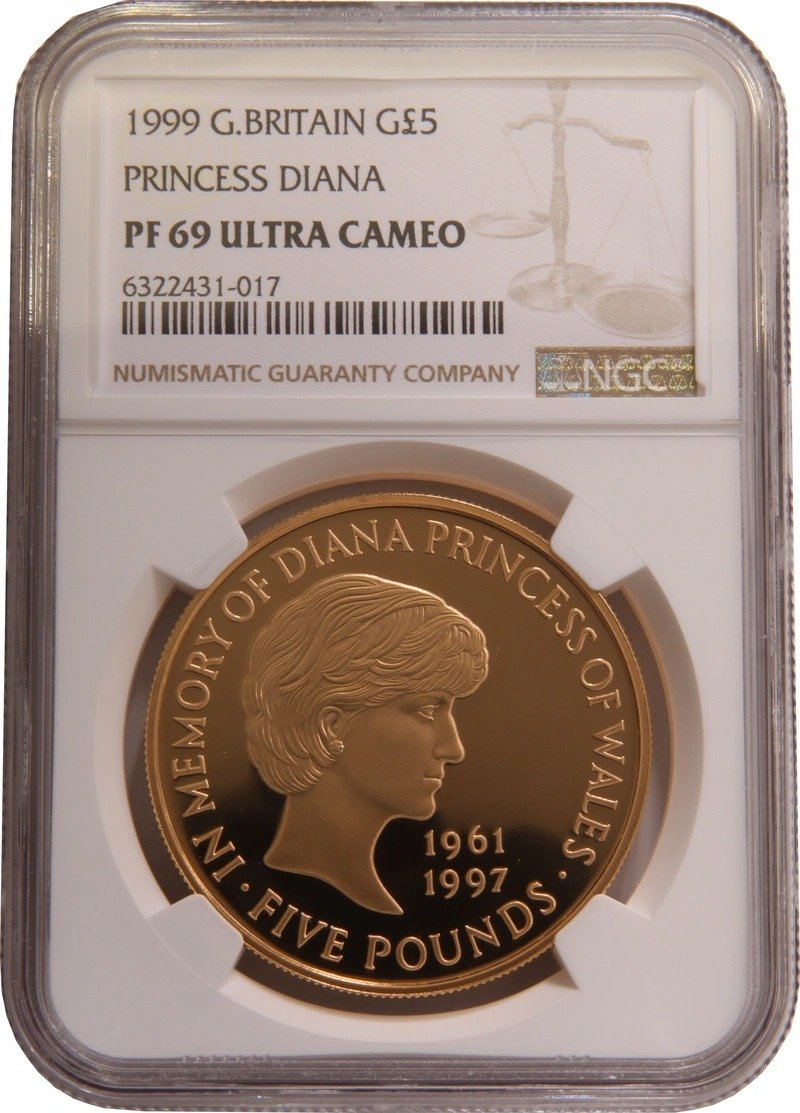 1999 G.BRITAIN G£5
PRINCESS DIANA
PF 69 ULTRA CAMEO
6322431-017
NUMISMATIC GUARANTY COMPANY
NGC
IN MEMORY OF DIANA PRINCESS OF WALES ·
1961
1997
· FIVE POUNDS